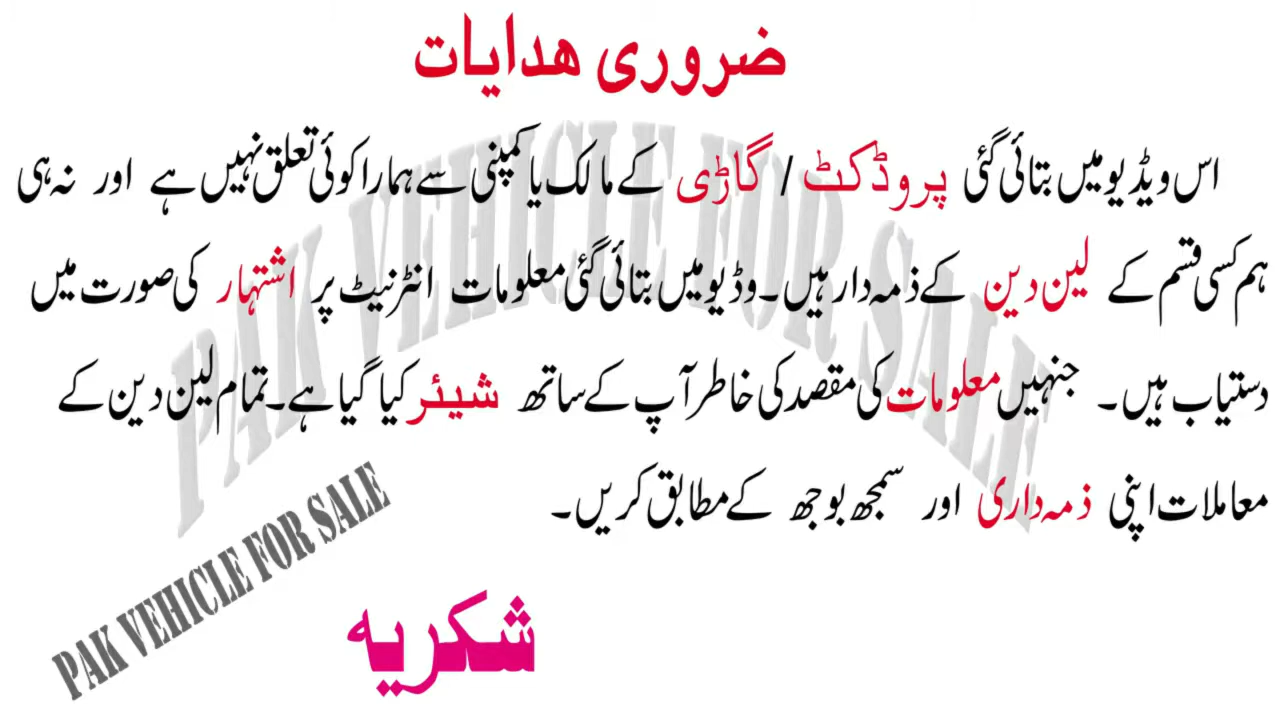 ضروری ھدایات
اس ویڈیو میں بتائی گئی پروڈکٹ / گاڑی کے مالک یا کمپنی سے ہمارا کوئی تعلق نہیں ہے اور نہ ہی
ہم کسی قسم کے لین دین کے ذمہ دار ہیں۔ وڈیو میں بتائی گئی معلومات انٹرنیٹ پر اشتہار کی صورت میں
دستیاب ہیں۔ جنہیں معلومات کی مقصد کی خاطر آپ کے ساتھ شیئر کیا گیا ہے۔ تمام لین دین کے
معاملات اپنی ذمہ داری اور سمجھ بوجھ کے مطابق کریں۔
شکریہ
PAK VEHICLE FOR SALE
PAK VEHICLE FOR SALE